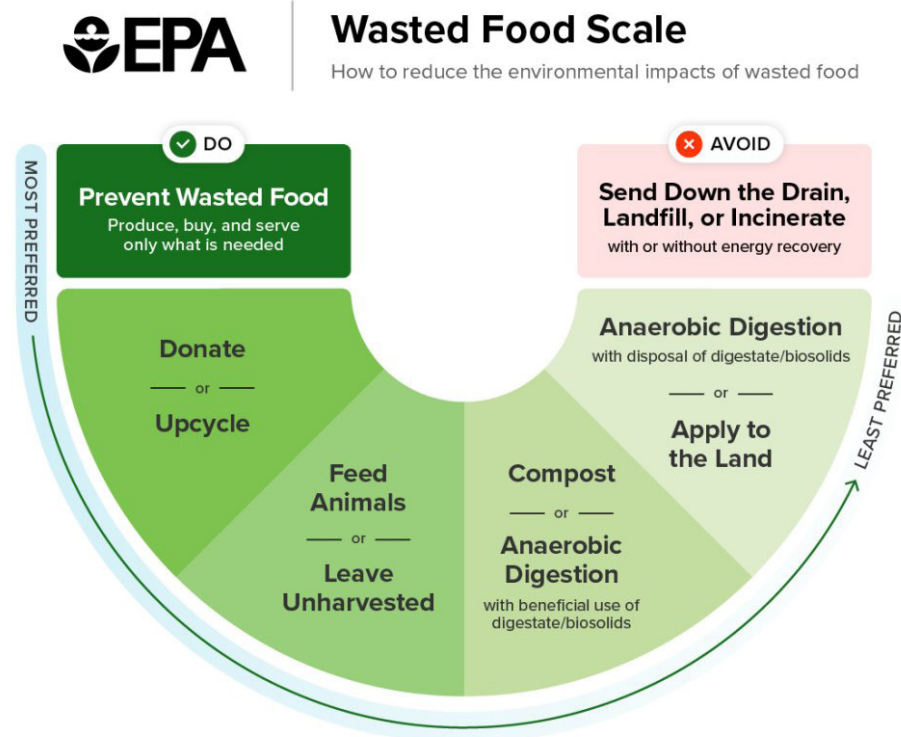 EPA
Wasted Food Scale
How to reduce the environmental impacts of wasted food
MOST PREFERRED
DO
Prevent Wasted Food
Produce, buy, and serve
only what is needed
Donate
or
Upcycle
Feed
Animals
or
Leave
Unharvested
Compost
or
Anaerobic
Digestion
with beneficial use of
digestate/biosolids
Anaerobic Digestion
with disposal of digestate/biosolids
or
Apply to
the Land
AVOID
Send Down the Drain,
Landfill, or Incinerate
with or without energy recovery
LEAST PREFERRED